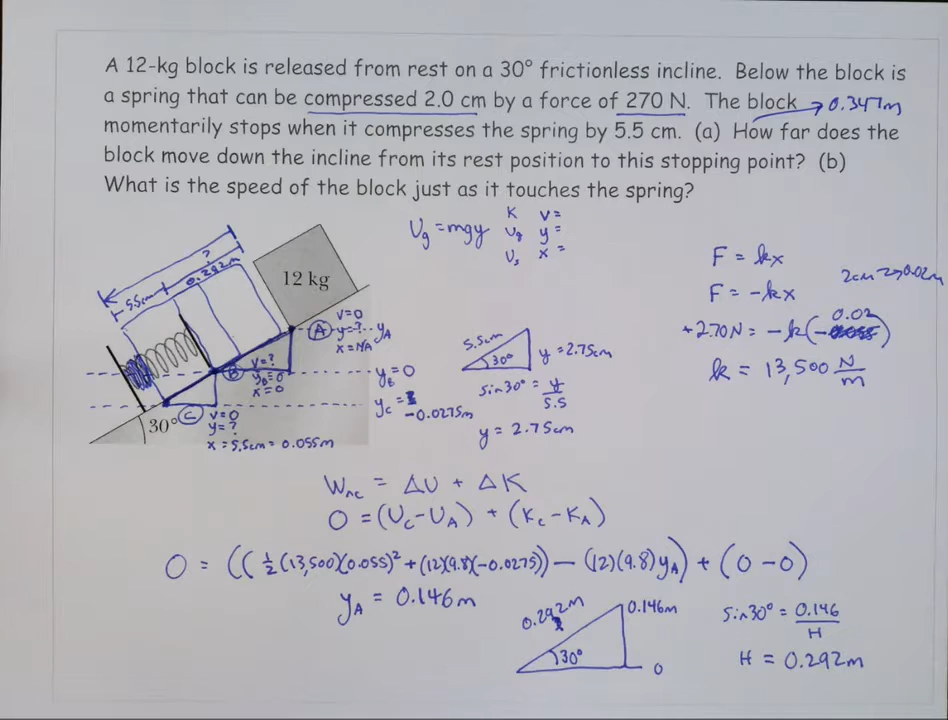 A 12-kg block is released from rest on a 30° frictionless incline. Below the block is
a spring that can be compressed 2.0 cm by a force of 270 N. The block → 0.347m
momentarily stops when it compresses the spring by 5.5 cm. (a) How far does the
block move down the incline from its rest position to this stopping point? (b)
What is the speed of the block just as it touches the spring?
Ug = mgy
K V =
Ug y =
Us x =
F = kx
2cm => 0.02m
F = -kx
0.02
+270N = -k(-0.055)
k = 13,500 N/m
?
5.5cm 0.292m
12 kg
A
V=0
y=? yA
x=NA
B
V=?
yB=0
x=0
yB = 0
yC = -0.0275m
30°
C
V=0
y=?
x = 5.5cm = 0.055m
5.5cm
30°
y = 2.75cm
sin30° = y/5.5
y = 2.75cm
Wnc = ΔU + ΔK
0 = (UC - UA) + (KC - KA)
0 = ((½(13,500)(0.055)² + (12)(9.8)(-0.0275)) - (12)(9.8)yA) + (0 - 0)
yA = 0.146m
0.292m
0.146m
30°
0
sin30° = 0.146/H
H = 0.292m